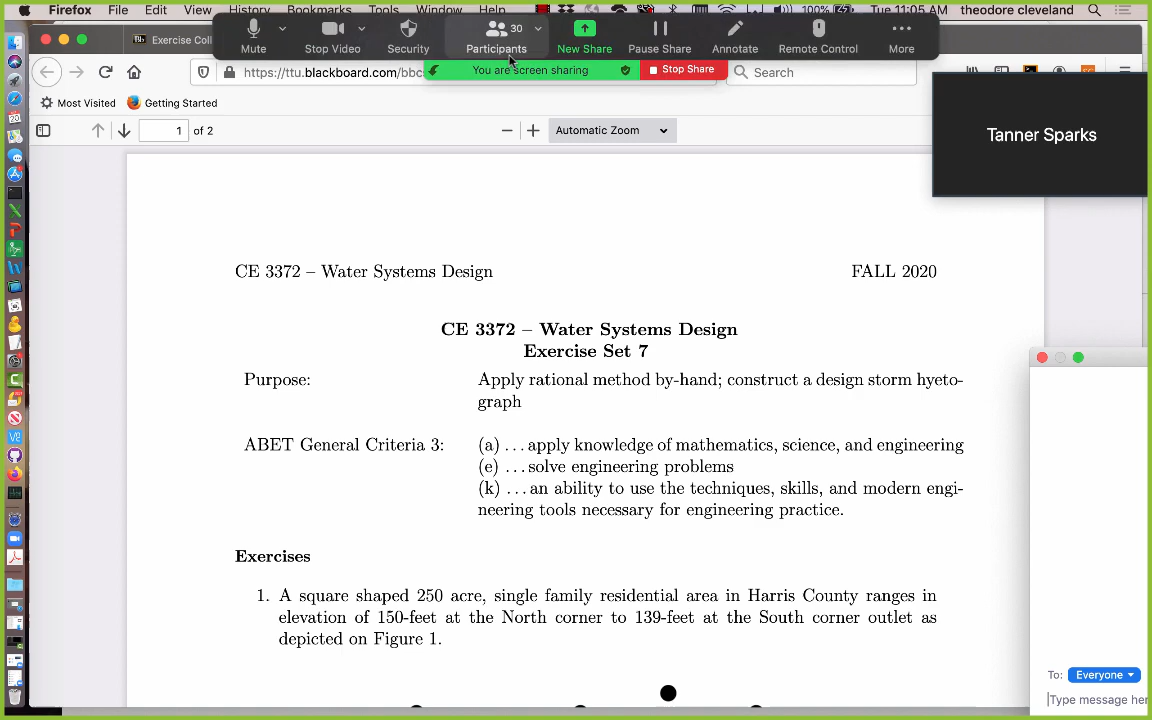 Firefox File Edit View History Bookmarks Tools Window Help 100% Tue 11:05 AM theodore cleveland
Exercise Coll
Mute Stop Video Security 30 Participants New Share Pause Share Annotate Remote Control More
You are screen sharing Stop Share
https://ttu.blackboard.com/bbc
Search
Most Visited Getting Started
1 of 2 Automatic Zoom
Tanner Sparks
CE 3372 – Water Systems Design FALL 2020
CE 3372 – Water Systems Design
Exercise Set 7
Purpose: Apply rational method by-hand; construct a design storm hyeto-
graph
ABET General Criteria 3: (a) ...apply knowledge of mathematics, science, and engineering
(e) ...solve engineering problems
(k) ...an ability to use the techniques, skills, and modern engi-
neering tools necessary for engineering practice.
Exercises
1. A square shaped 250 acre, single family residential area in Harris County ranges in
elevation of 150-feet at the North corner to 139-feet at the South corner outlet as
depicted on Figure 1.
To: Everyone
Type message her